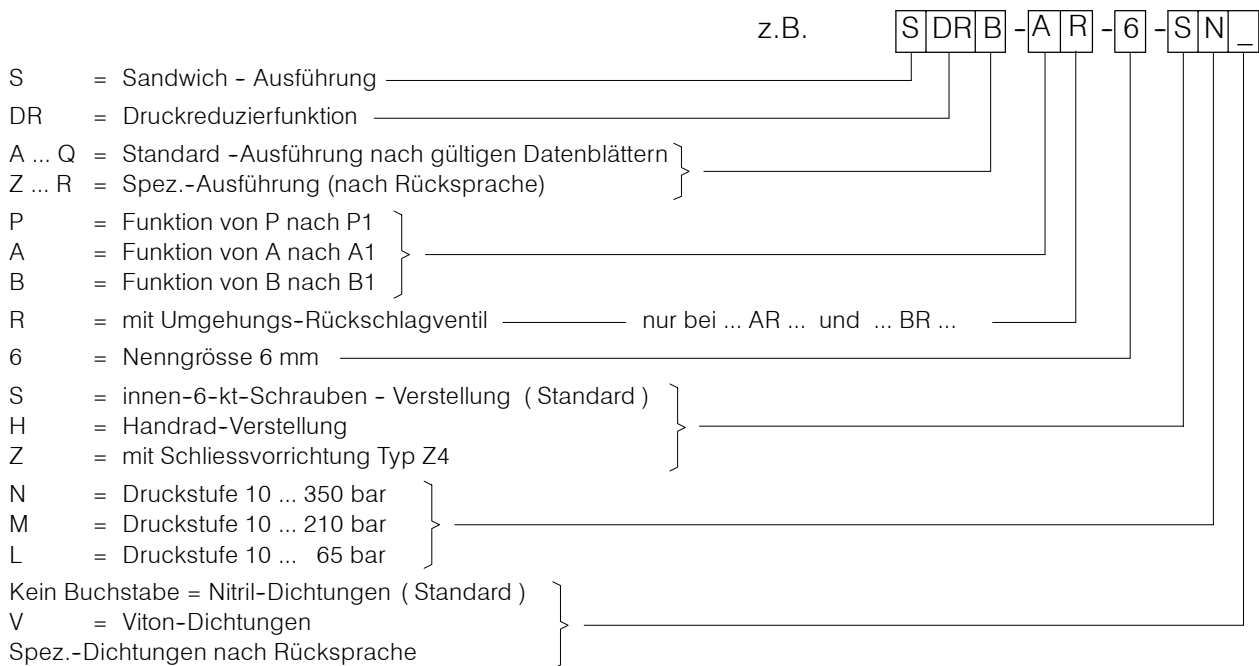 z.B. S DR B - A R - 6 - S N _
S = Sandwich - Ausführung
DR = Druckreduzierfunktion
A ... Q = Standard -Ausführung nach gültigen Datenblättern
Z ... R = Spez.-Ausführung (nach Rücksprache)
P = Funktion von P nach P1
A = Funktion von A nach A1
B = Funktion von B nach B1
R = mit Umgehungs-Rückschlagventil nur bei ... AR ... und ... BR ...
6 = Nenngrösse 6 mm
S = innen-6-kt-Schrauben - Verstellung ( Standard )
H = Handrad-Verstellung
Z = mit Schliessvorrichtung Typ Z4
N = Druckstufe 10 ... 350 bar
M = Druckstufe 10 ... 210 bar
L = Druckstufe 10 ... 65 bar
Kein Buchstabe = Nitril-Dichtungen ( Standard )
V = Viton-Dichtungen
Spez.-Dichtungen nach Rücksprache